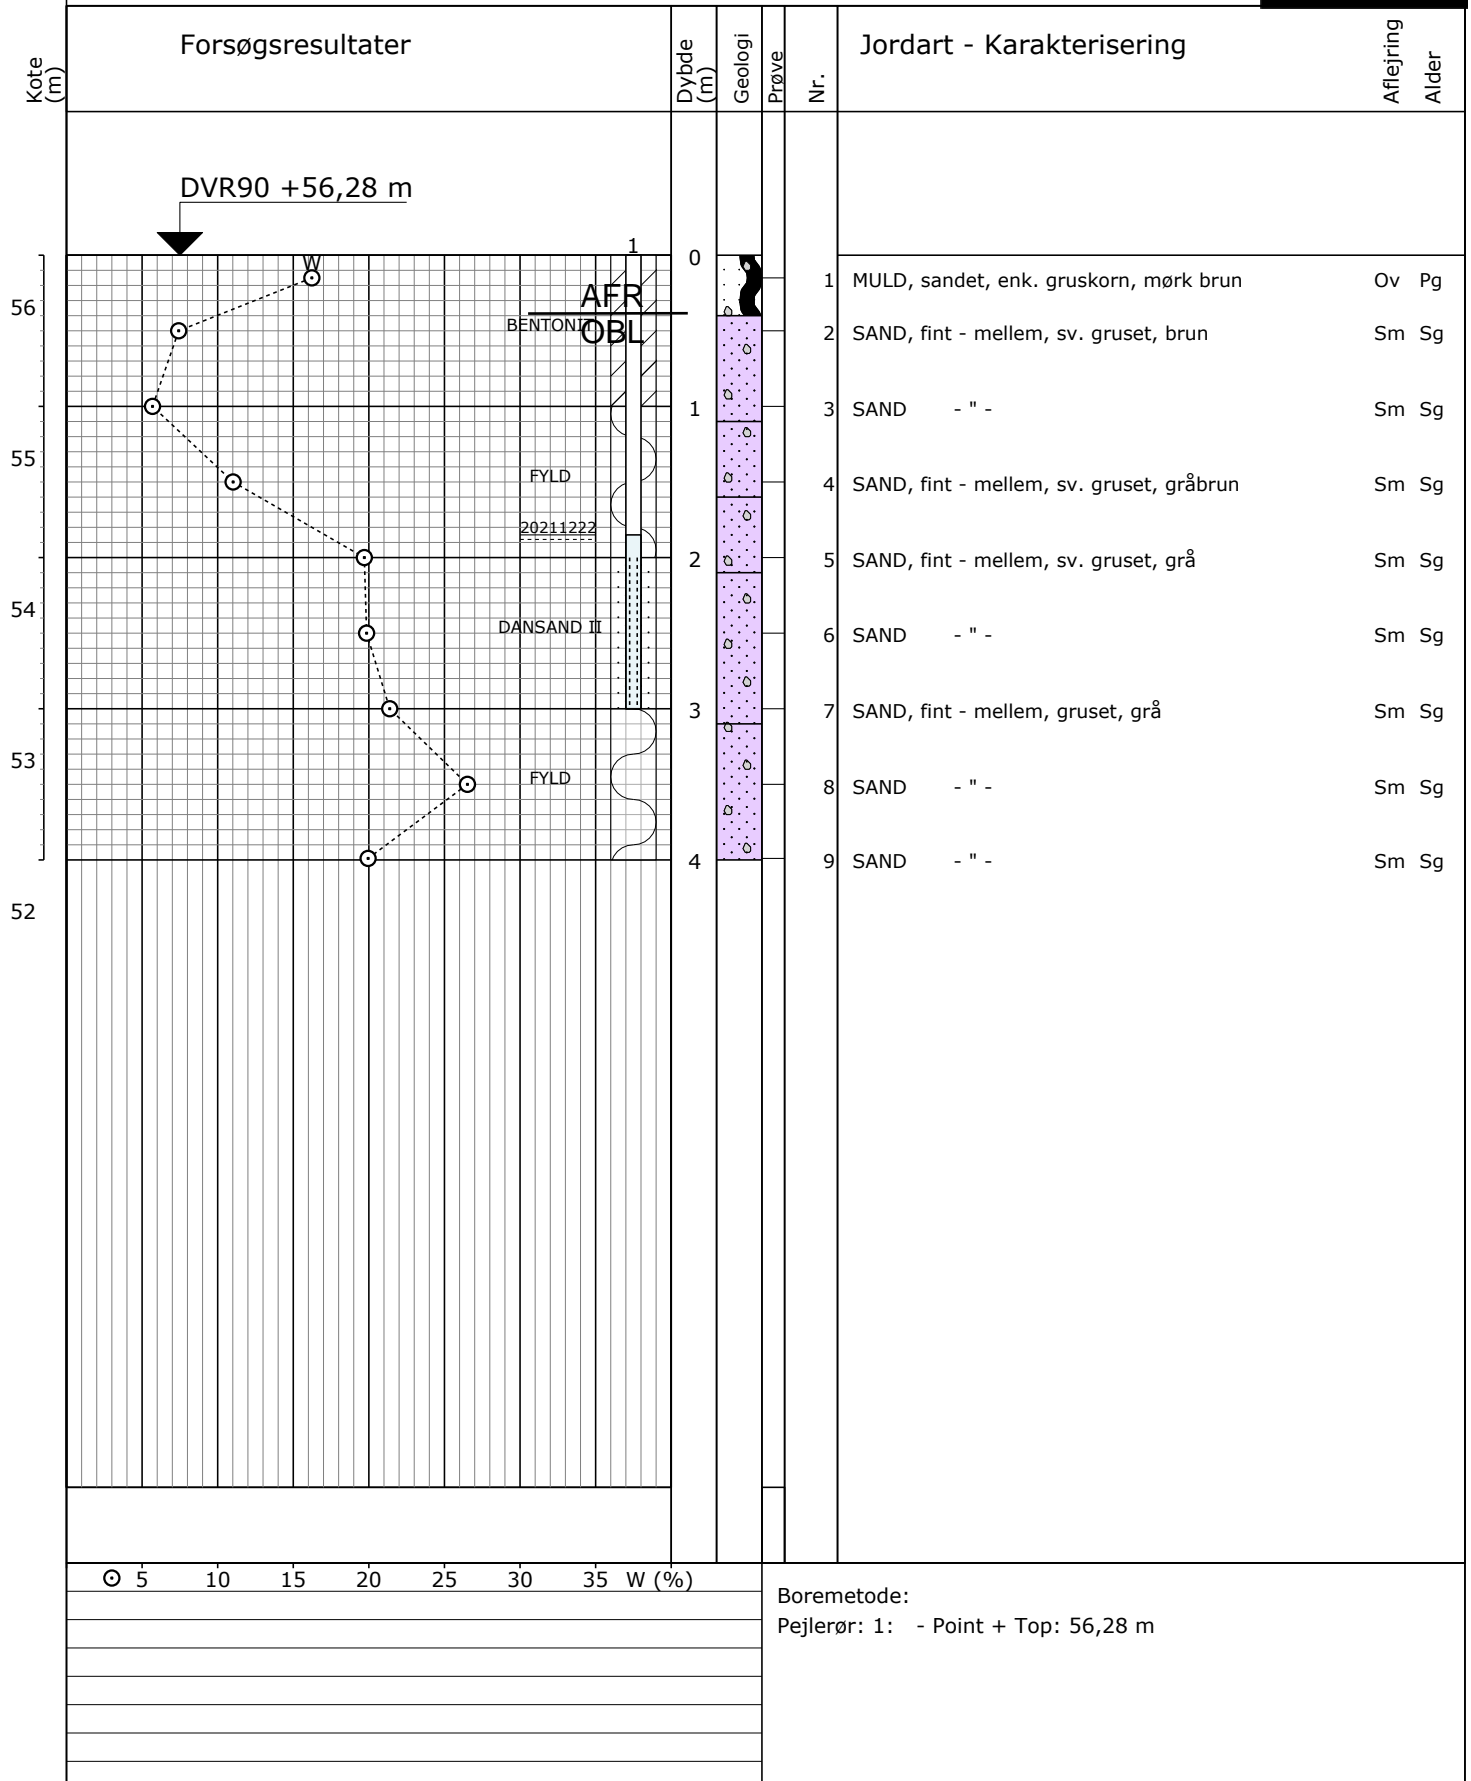 Kote (m)
Forsøgsresultater
Dybde (m)
Geologi
Prøve
Nr.
Jordart - Karakterisering
Aflejring
Alder
DVR90 +56,28 m
1
W
0
AFR
1 MULD, sandet, enk. gruskorn, mørk brun Ov Pg
56
BENTONIT
OBL
2 SAND, fint - mellem, sv. gruset, brun Sm Sg
1
3 SAND - " - Sm Sg
55
FYLD
4 SAND, fint - mellem, sv. gruset, gråbrun Sm Sg
20211222
2
5 SAND, fint - mellem, sv. gruset, grå Sm Sg
54
DANSAND II
6 SAND - " - Sm Sg
3
7 SAND, fint - mellem, gruset, grå Sm Sg
53
FYLD
8 SAND - " - Sm Sg
4
9 SAND - " - Sm Sg
52
5 10 15 20 25 30 35 W (%)
Boremetode:
Pejlerør: 1: - Point + Top: 56,28 m